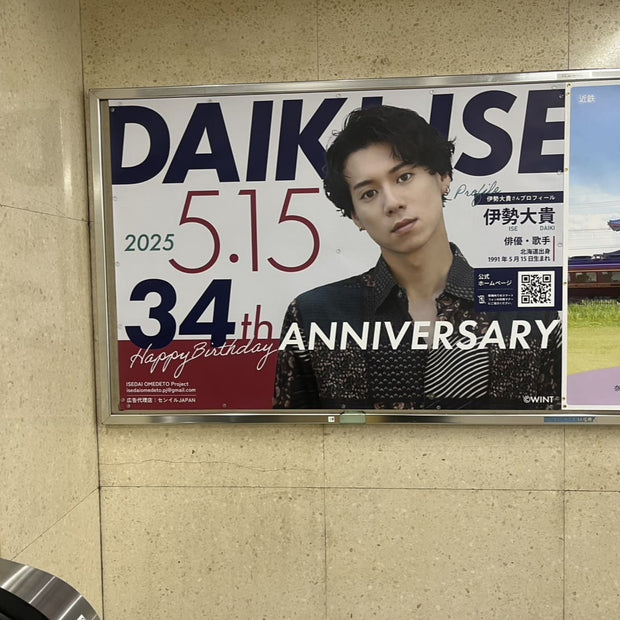 DAIKI ISE
2025 5.15
34th ANNIVERSARY
Happy Birthday
ISEDAI OMEDETO Project
isedaiomedeto.pj@gmail.com
広告代理店：センイルJAPAN
Profile
伊勢大貴さんプロフィール
伊勢大貴
ISE DAIKI
俳優・歌手
北海道出身
1991年5月15日生まれ
公式
ホームページ
©WINT
近鉄